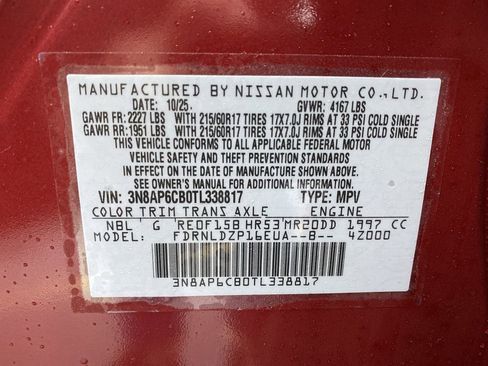 MANUFACTURED BY NISSAN MOTOR CO., LTD.
DATE: 10/25. GVWR: 4167 LBS
GAWR FR: 2227 LBS WITH 215/60R17 TIRES 17X7.0J RIMS AT 33 PSI COLD SINGLE
GAWR RR: 1951 LBS WITH 215/60R17 TIRES 17X7.0J RIMS AT 33 PSI COLD SINGLE
THIS VEHICLE CONFORMS TO ALL APPLICABLE FEDERAL MOTOR
VEHICLE SAFETY AND THEFT PREVENTION
STANDARDS IN EFFECT ON THE DATE OF MANUFACTURE SHOWN ABOVE.
SEE OWNER'S MANUAL FOR ADDITIONAL INFORMATION.
VIN: 3N8AP6CB0TL338817 TYPE: MPV
COLOR TRIM TRANS AXLE ENGINE
NBL G RE0F15B HR53 MR20DD 1997 CC
MODEL: FDRNLDZP16EUA--B-- 4Z000
3N8AP6CB0TL338817